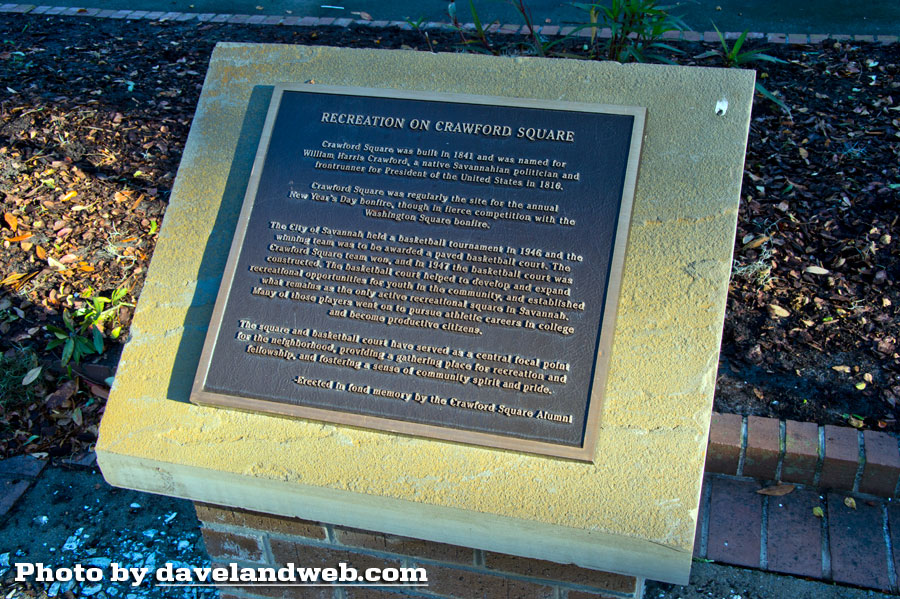 RECREATION ON CRAWFORD SQUARE
Crawford Square was built in 1841 and was named for
William Harris Crawford, a native Savannahian politician and
frontrunner for President of the United States in 1816.
Crawford Square was regularly the site for the annual
New Year's Day bonfire, though in fierce competition with the
Washington Square bonfire.
The City of Savannah held a basketball tournament in 1946 and the
winning team was to be awarded a paved basketball court. The
Crawford Square team won, and in 1947 the basketball court was
constructed. The basketball court helped to develop and expand
recreational opportunities for youth in the community, and established
what remains as the only active recreational square in Savannah.
Many of those players went on to pursue athletic careers in college
and become productive citizens.
The square and basketball court have served as a central focal point
for the neighborhood, providing a gathering place for recreation and
fellowship, and fostering a sense of community spirit and pride.
-Erected in fond memory by the Crawford Square Alumni
Photo by davelandweb.com